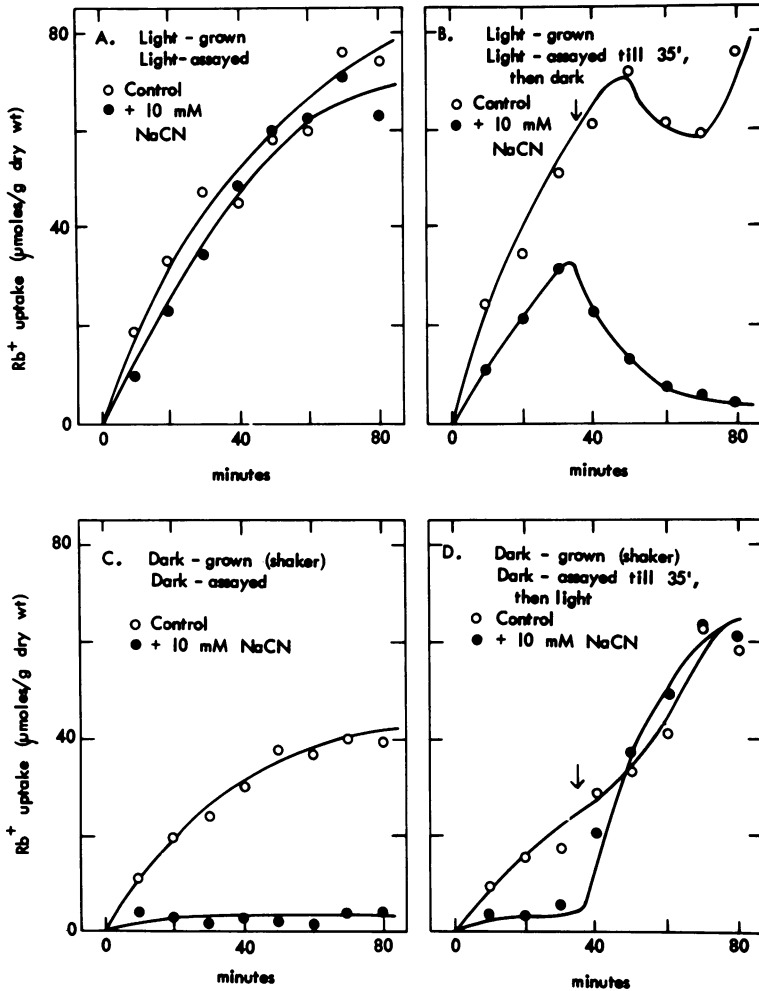 A. Light - grown
Light-assayed
○ Control
● + 10 mM
NaCN
80
40
0
Rb+ uptake (μmoles/g dry wt)
0 40 80
minutes
B. Light - grown
Light - assayed till 35',
then dark
○ Control
↓
● + 10 mM
NaCN
0 40 80
minutes
C. Dark - grown (shaker)
Dark - assayed
○ Control
● + 10 mM NaCN
80
40
0
Rb+ uptake (μmoles/g dry wt)
0 40 80
minutes
D. Dark - grown (shaker)
Dark - assayed till 35',
then light
○ Control
● + 10 mM NaCN
↓
0 40 80
minutes